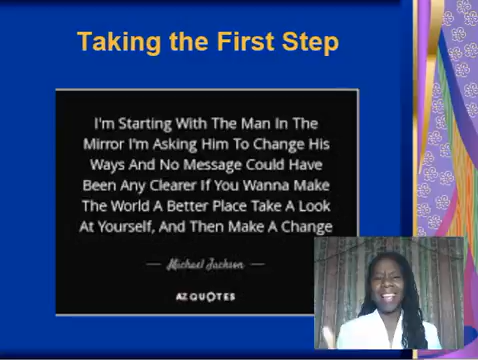 Taking the First Step
I'm Starting With The Man In The
Mirror I'm Asking Him To Change His
Ways And No Message Could Have
Been Any Clearer If You Wanna Make
The World A Better Place Take A Look
At Yourself, And Then Make A Change
— Michael Jackson —
AZ QUOTES